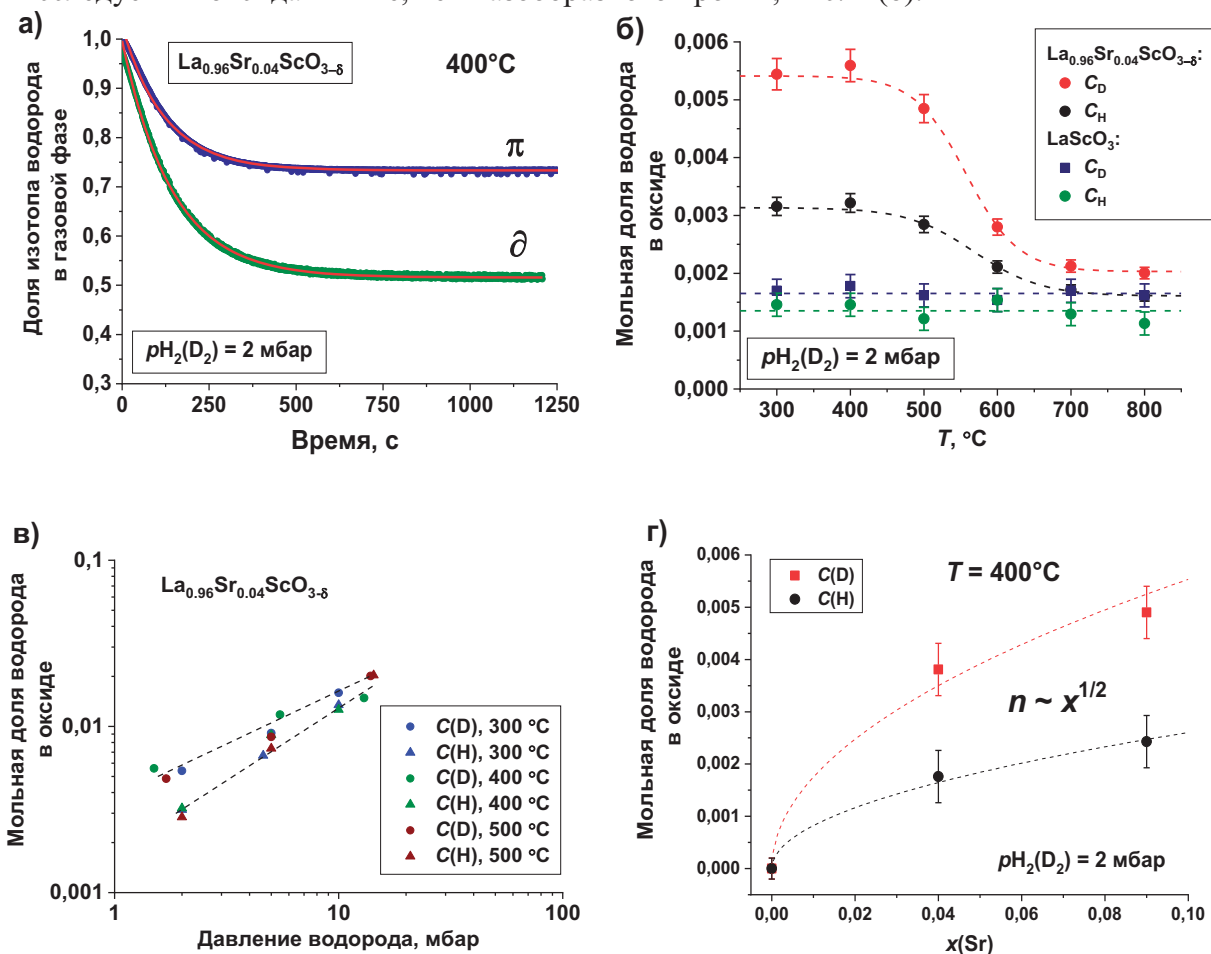 а)
La0.96Sr0.04ScO3–δ
400°C
π
∂
pH2(D2) = 2 мбар
Доля изотопа водорода
в газовой фазе
1,0
0,9
0,8
0,7
0,6
0,5
0,4
0,3
0 250 500 750 1000 1250
Время, с
б)
La0.96Sr0.04ScO3–δ:
CD
CH
LaScO3:
CD
CH
pH2(D2) = 2 мбар
Мольная доля водорода
в оксиде
0,006
0,005
0,004
0,003
0,002
0,001
0,000
300 400 500 600 700 800
T, °C
в)
La0.96Sr0.04ScO3-δ
C(D), 300 °C
C(H), 300 °C
C(D), 400 °C
C(H), 400 °C
C(D), 500 °C
C(H), 500 °C
Мольная доля водорода
в оксиде
0,1
0,01
0,001
1 10 100
Давление водорода, мбар
г)
C(D)
C(H)
T = 400°C
n ~ x1/2
pH2(D2) = 2 мбар
Мольная доля водорода
в оксиде
0,006
0,005
0,004
0,003
0,002
0,001
0,000
0,00 0,02 0,04 0,06 0,08 0,10
x(Sr)